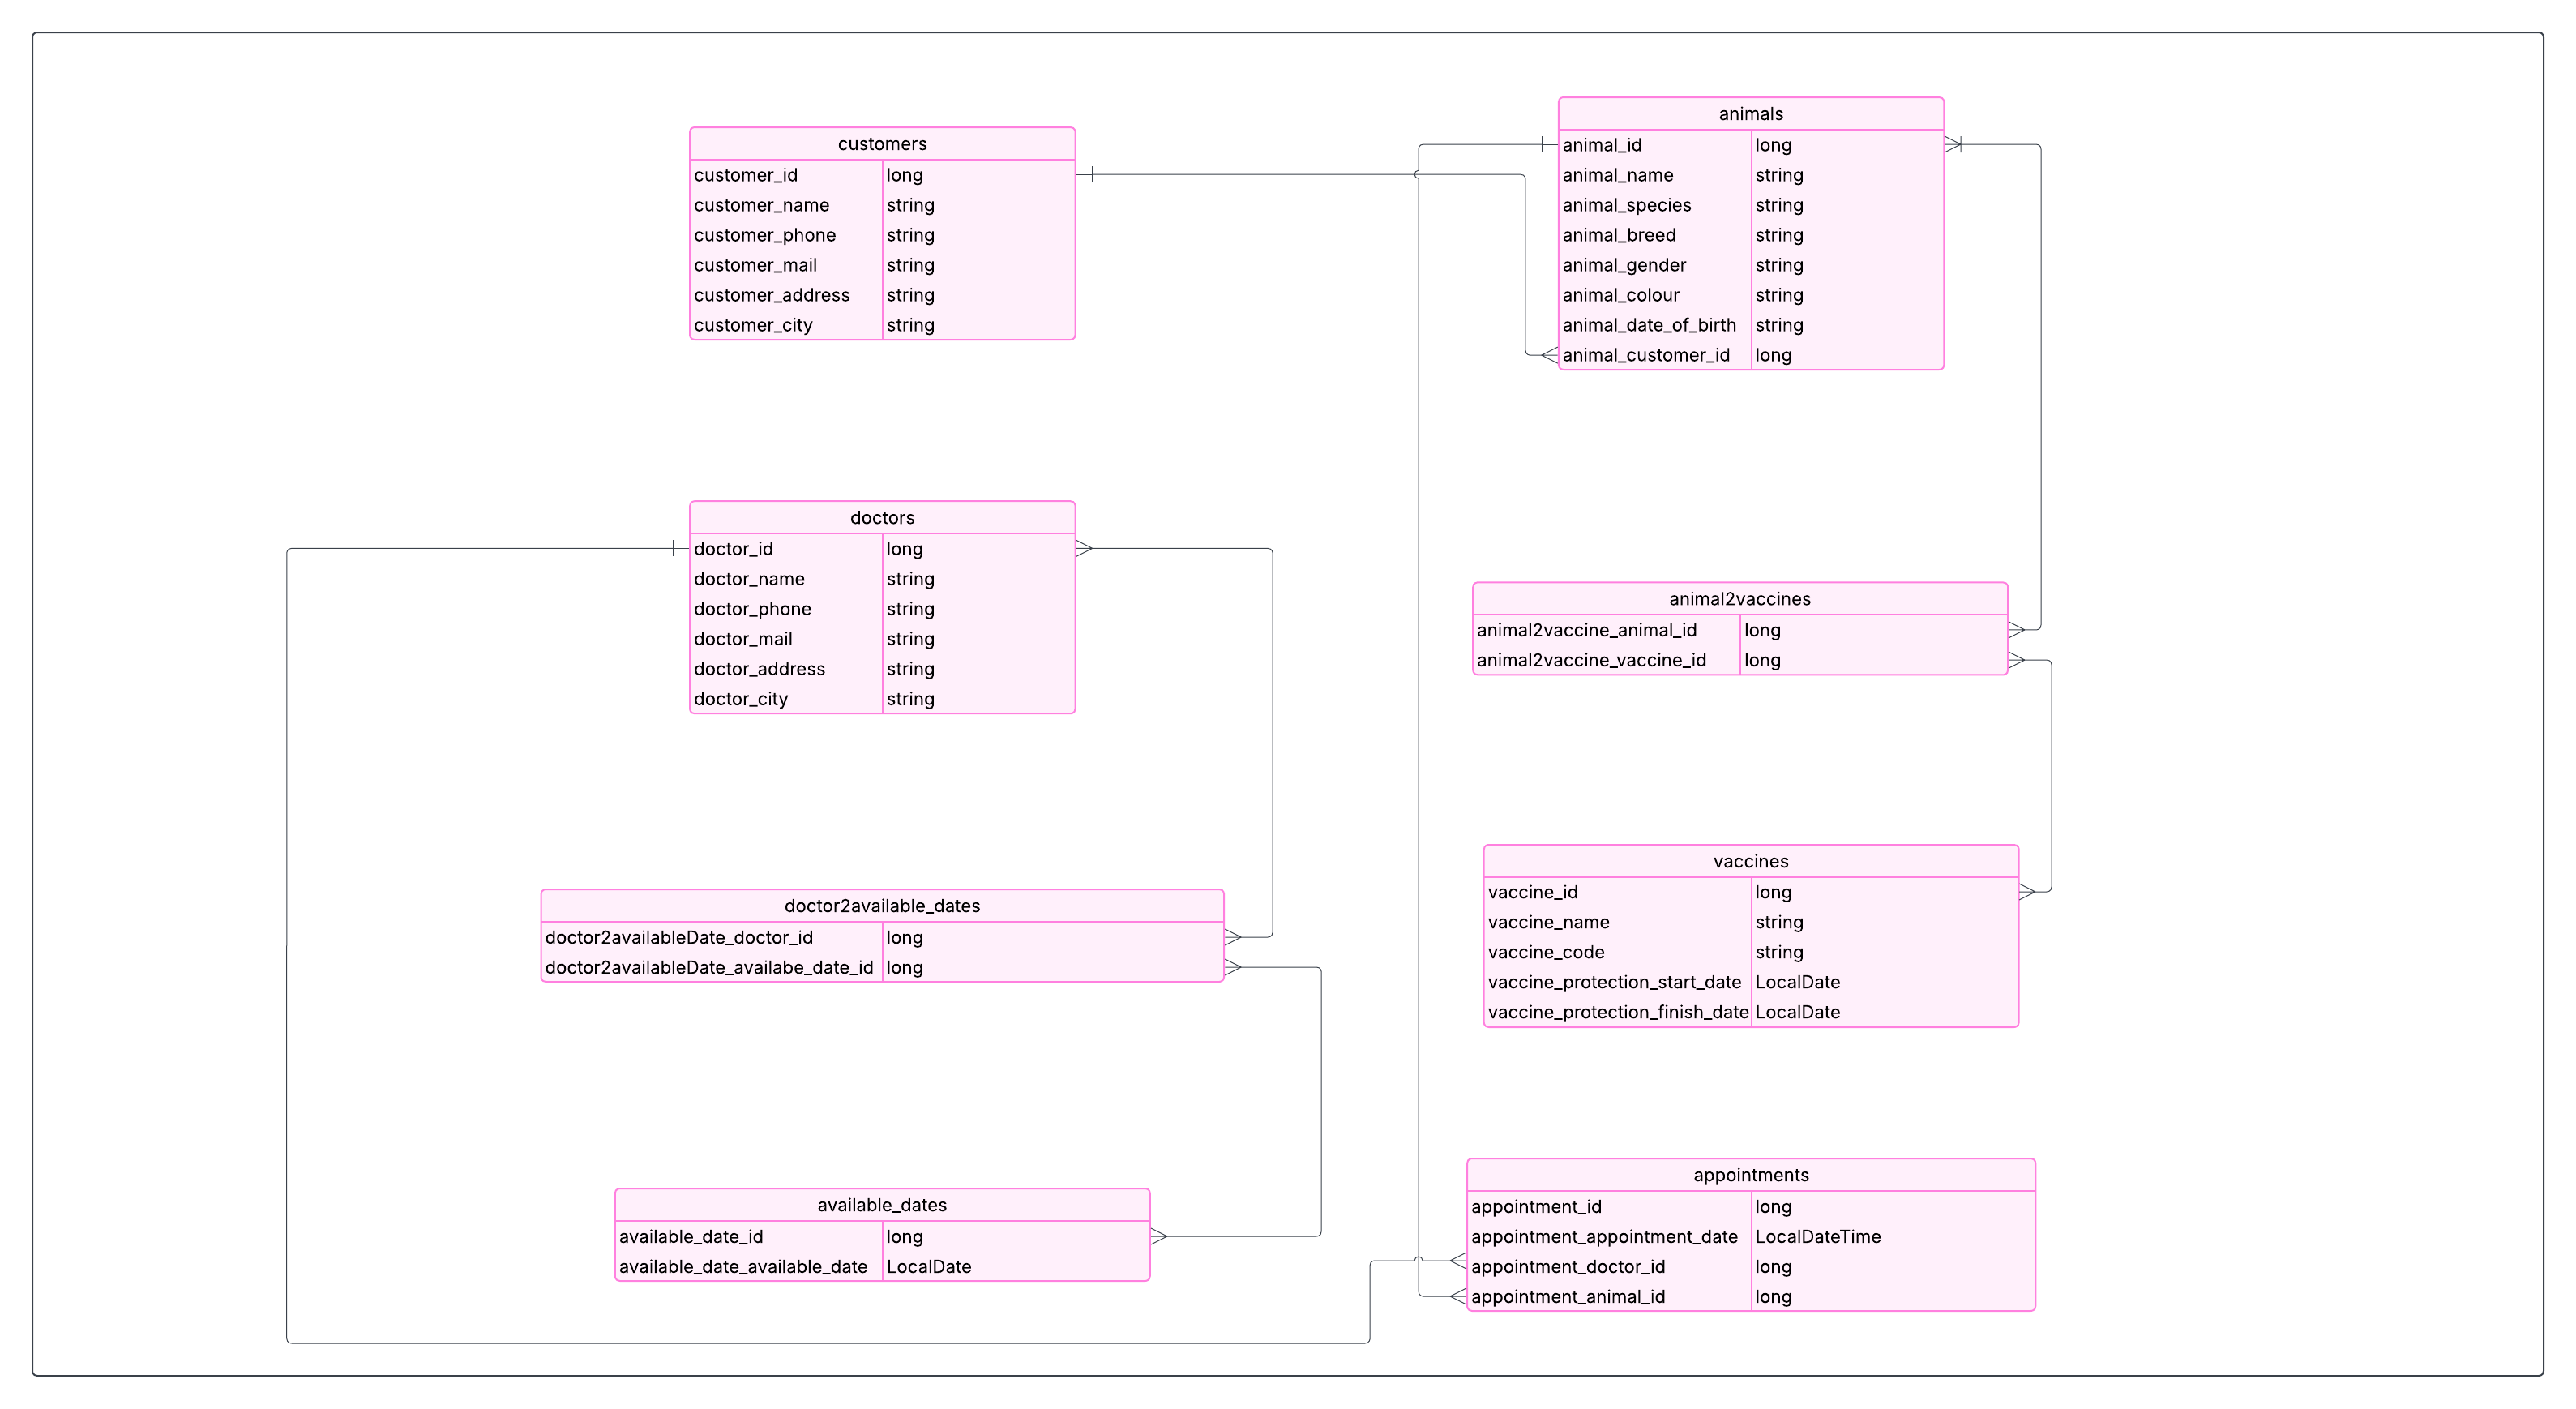 customers
customer_id long
customer_name string
customer_phone string
customer_mail string
customer_address string
customer_city string
animals
animal_id long
animal_name string
animal_species string
animal_breed string
animal_gender string
animal_colour string
animal_date_of_birth string
animal_customer_id long
doctors
doctor_id long
doctor_name string
doctor_phone string
doctor_mail string
doctor_address string
doctor_city string
animal2vaccines
animal2vaccine_animal_id long
animal2vaccine_vaccine_id long
doctor2available_dates
doctor2availableDate_doctor_id long
doctor2availableDate_availabe_date_id long
vaccines
vaccine_id long
vaccine_name string
vaccine_code string
vaccine_protection_start_date LocalDate
vaccine_protection_finish_date LocalDate
available_dates
available_date_id long
available_date_available_date LocalDate
appointments
appointment_id long
appointment_appointment_date LocalDateTime
appointment_doctor_id long
appointment_animal_id long